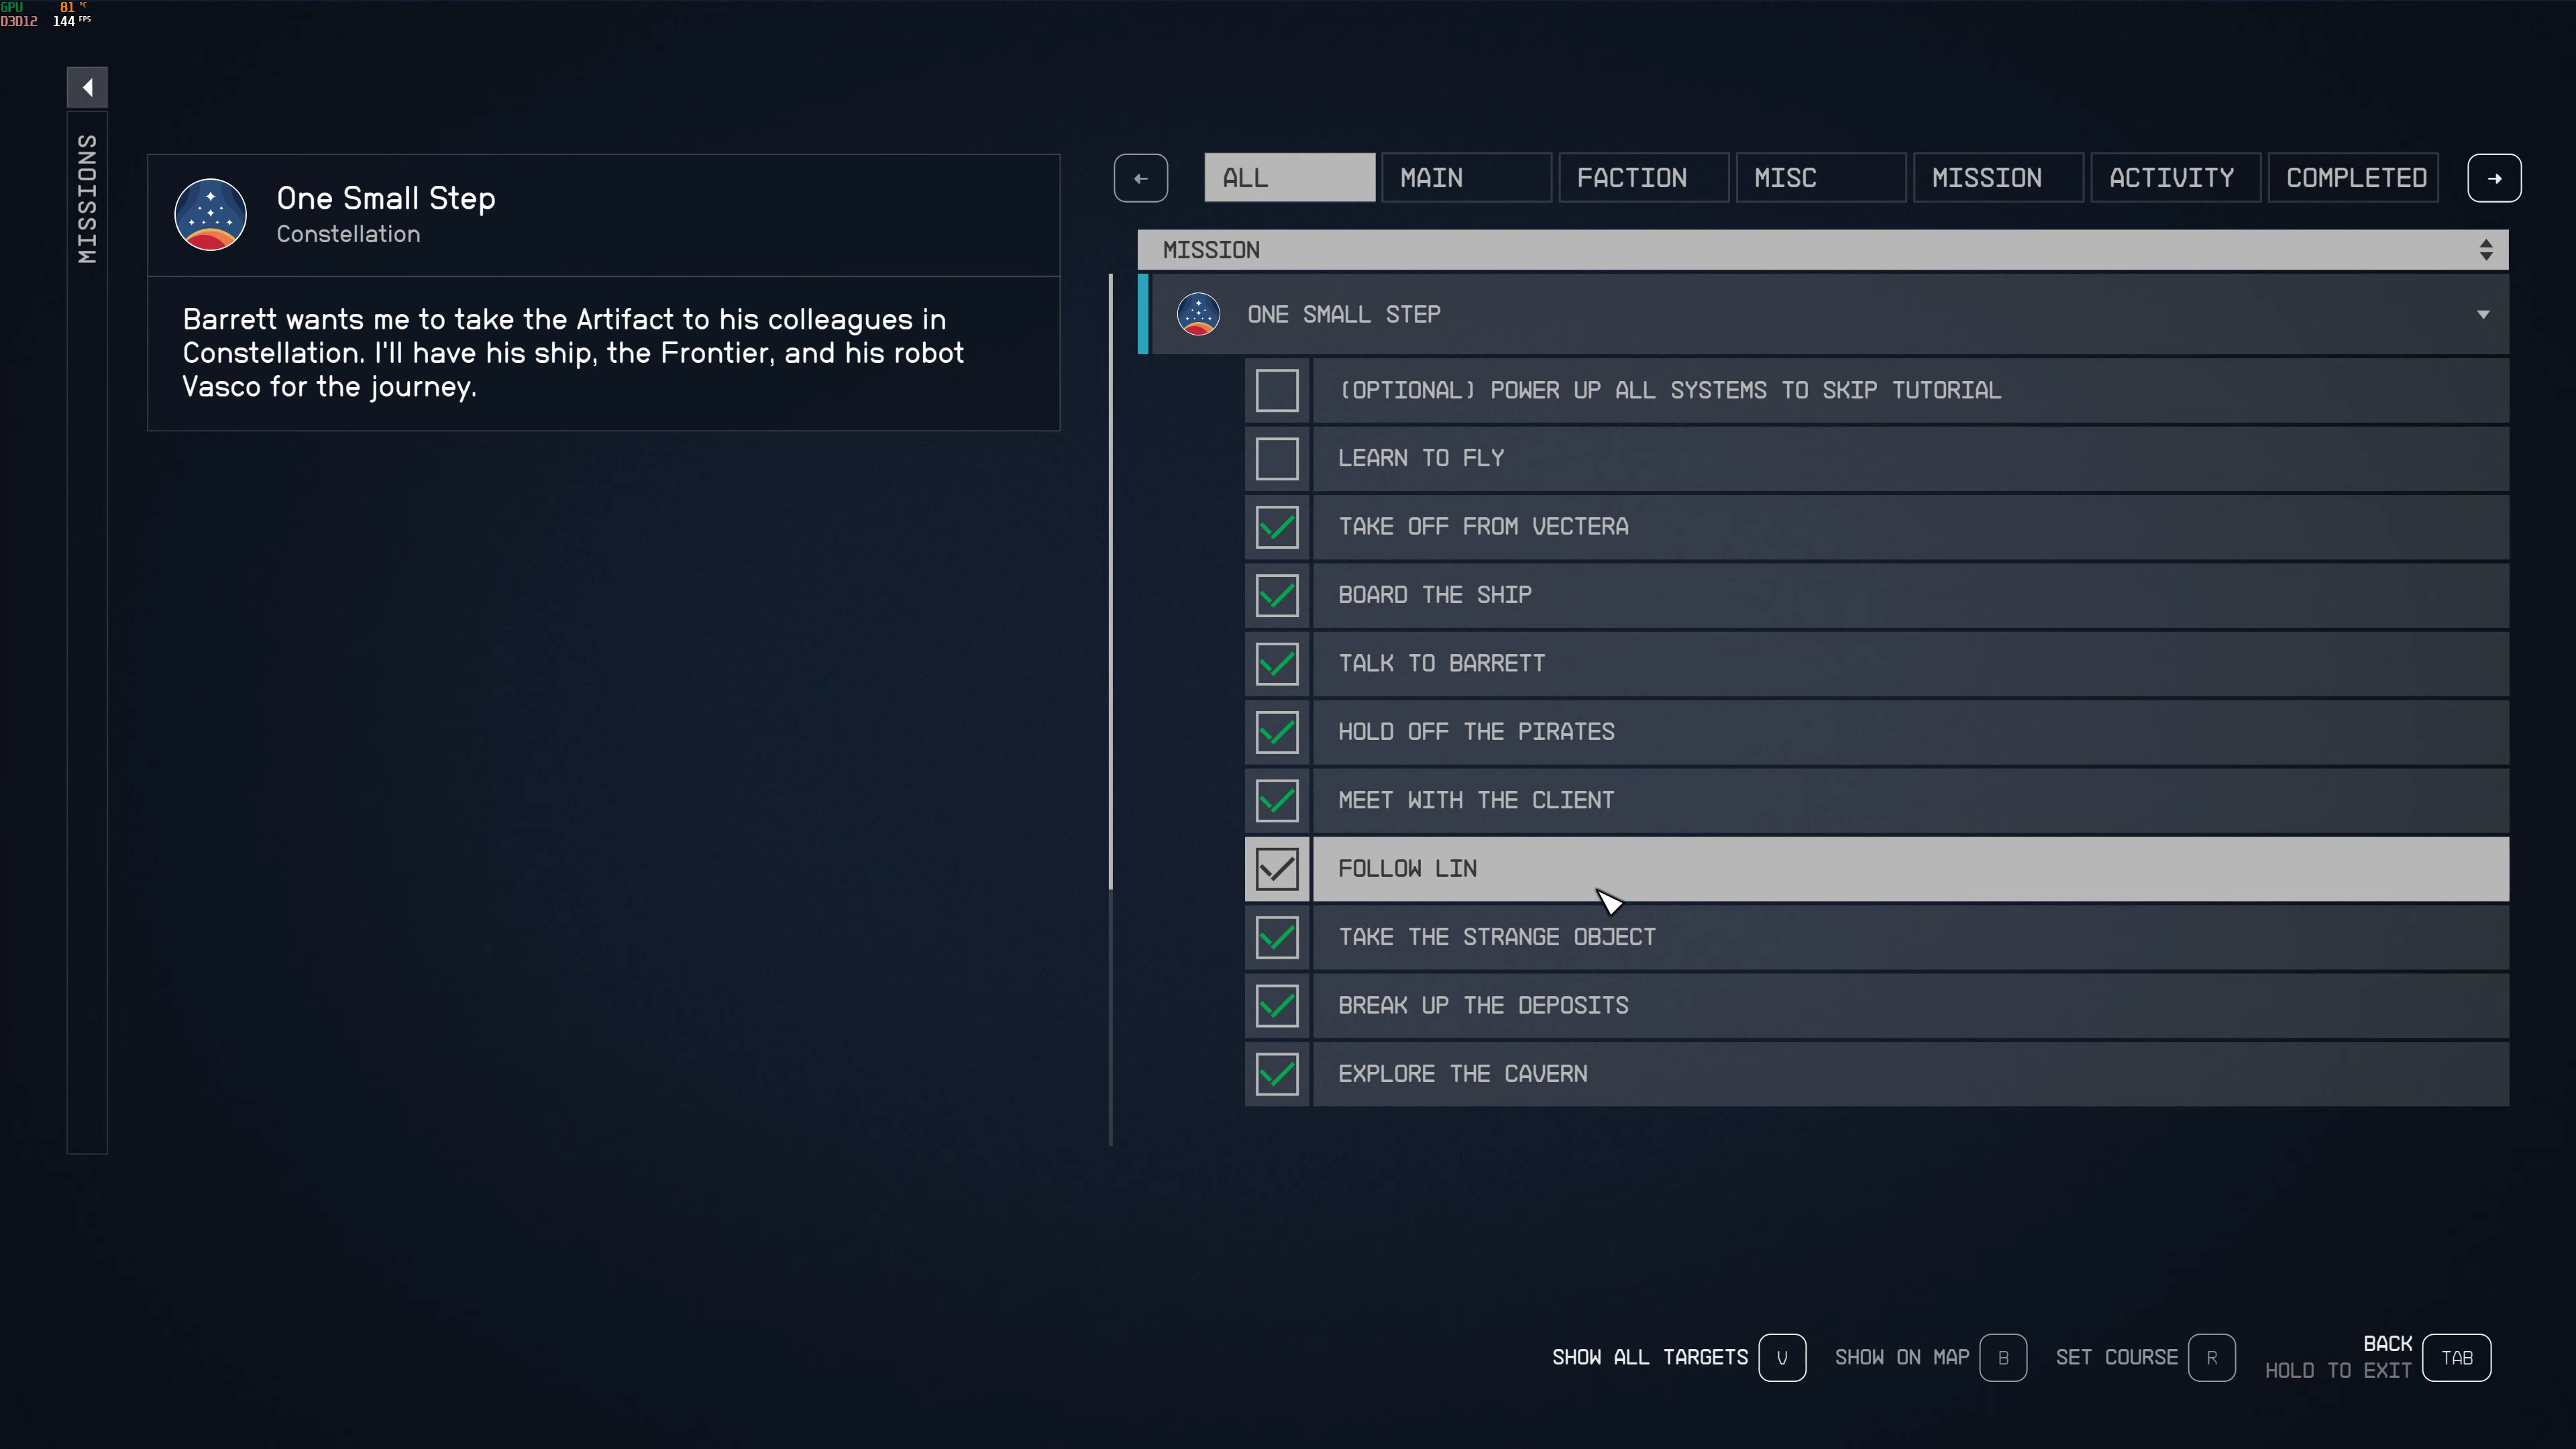 GPU 81 °C
D3D12 144 FPS
MISSIONS
One Small Step
Constellation
Barrett wants me to take the Artifact to his colleagues in
Constellation. I'll have his ship, the Frontier, and his robot
Vasco for the journey.
ALL MAIN FACTION MISC MISSION ACTIVITY COMPLETED
MISSION
ONE SMALL STEP
(OPTIONAL) POWER UP ALL SYSTEMS TO SKIP TUTORIAL
LEARN TO FLY
TAKE OFF FROM VECTERA
BOARD THE SHIP
TALK TO BARRETT
HOLD OFF THE PIRATES
MEET WITH THE CLIENT
FOLLOW LIN
TAKE THE STRANGE OBJECT
BREAK UP THE DEPOSITS
EXPLORE THE CAVERN
SHOW ALL TARGETS V SHOW ON MAP B SET COURSE R BACK TAB
HOLD TO EXIT